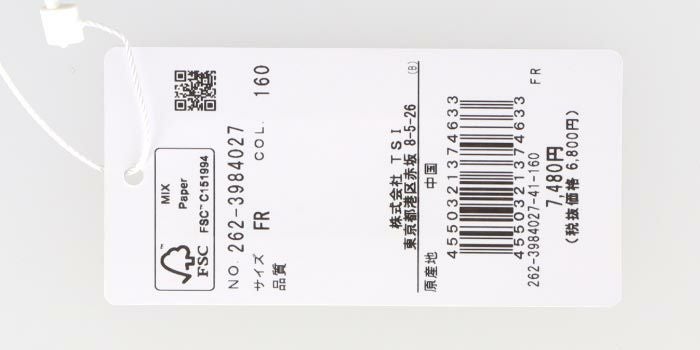 MIX
Paper
FSC™ C151994
FSC
NO. 262-3984027
サイズ FR COL. 160
品質
(B)
株式会社 TSI
東京都港区赤坂 8-5-26
原産地 中国
4550321374633
4550321374633
FR
262-3984027-41-160
7,480円
(税抜価格 6,800円)